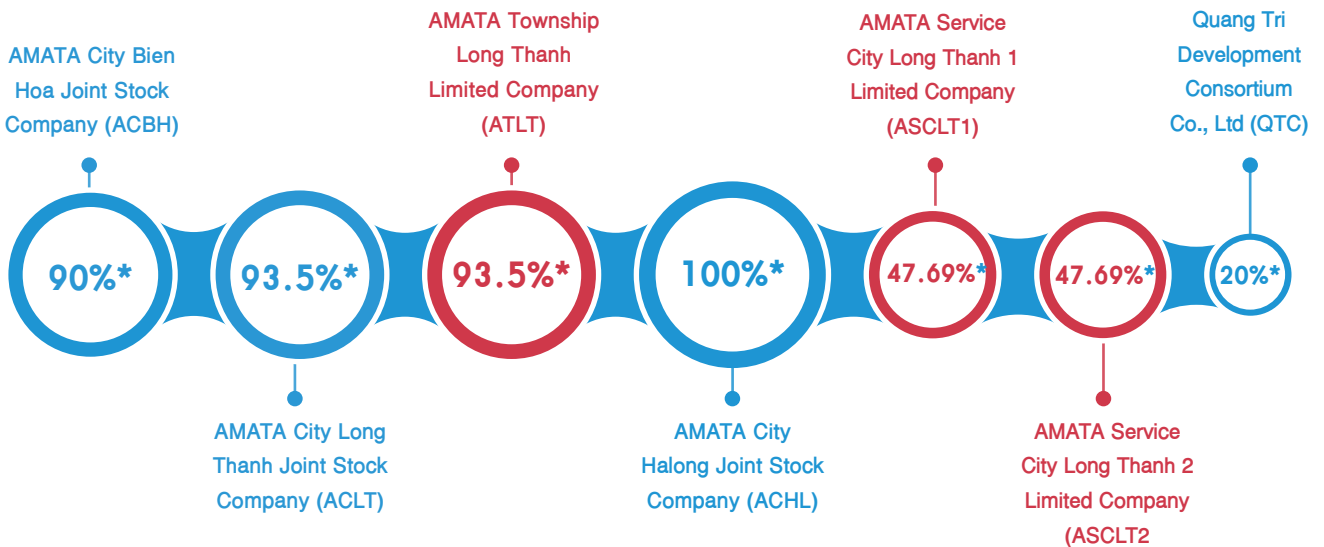 AMATA City Bien
Hoa Joint Stock
Company (ACBH)
90%*
93.5%*
AMATA City Long
Thanh Joint Stock
Company (ACLT)
AMATA Township
Long Thanh
Limited Company
(ATLT)
93.5%*
100%*
AMATA City
Halong Joint Stock
Company (ACHL)
AMATA Service
City Long Thanh 1
Limited Company
(ASCLT1)
47.69%*
47.69%*
AMATA Service
City Long Thanh 2
Limited Company
(ASCLT2
Quang Tri
Development
Consortium
Co., Ltd (QTC)
20%*